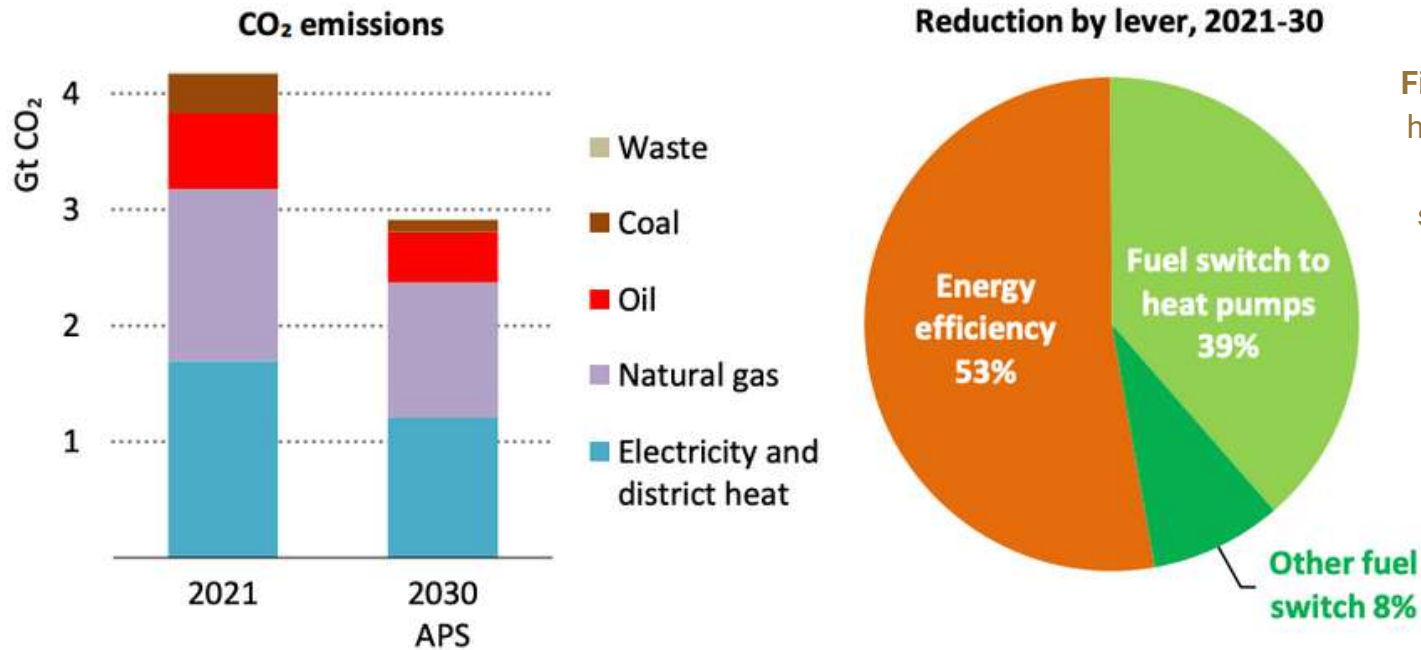 CO₂ emissions
Gt CO₂
4
3
2
1
2021
2030
APS
Waste
Coal
Oil
Natural gas
Electricity and
district heat
Reduction by lever, 2021-30
Energy
efficiency
53%
Fuel switch to
heat pumps
39%
Other fuel
switch 8%